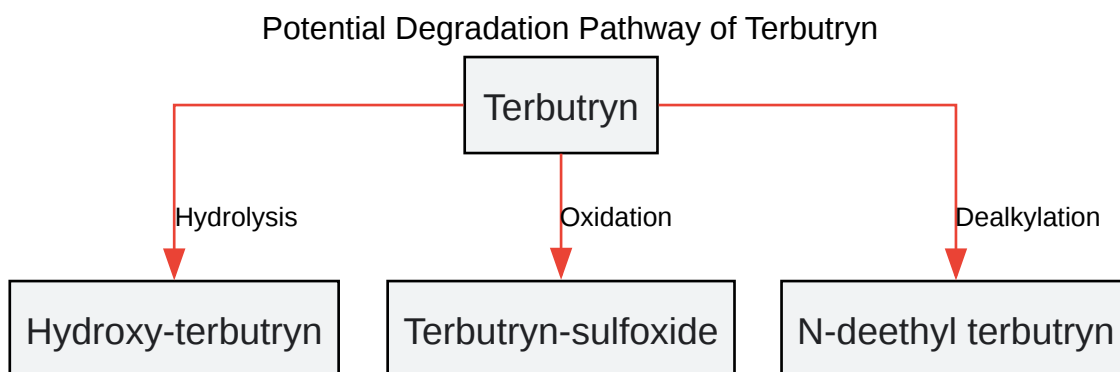 Potential Degradation Pathway of Terbutryn
Terbutryn
Hydrolysis
Oxidation
Dealkylation
Hydroxy-terbutryn
Terbutryn-sulfoxide
N-deethyl terbutryn